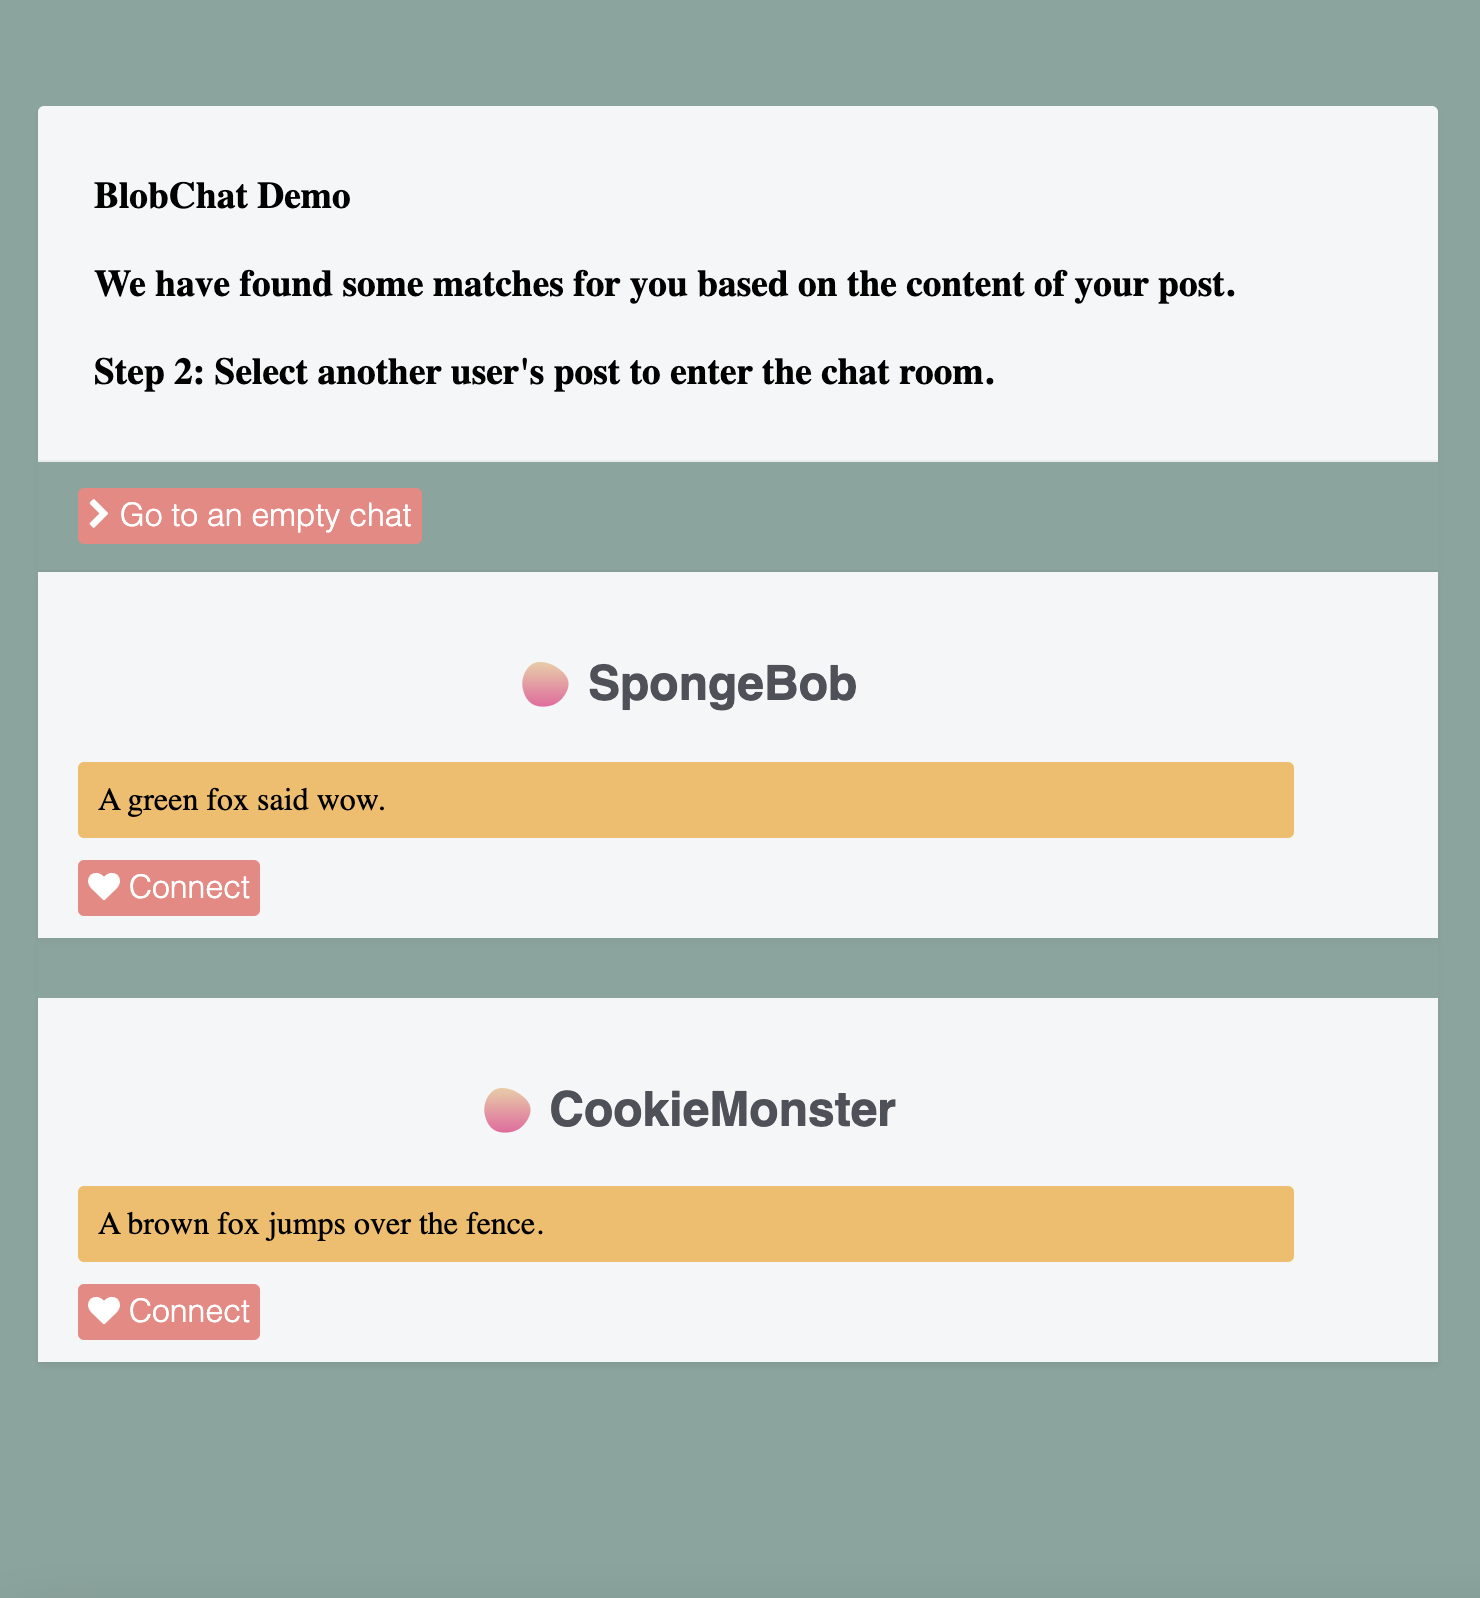 BlobChat Demo
We have found some matches for you based on the content of your post.
Step 2: Select another user's post to enter the chat room.
Go to an empty chat
SpongeBob
A green fox said wow.
Connect
CookieMonster
A brown fox jumps over the fence.
Connect